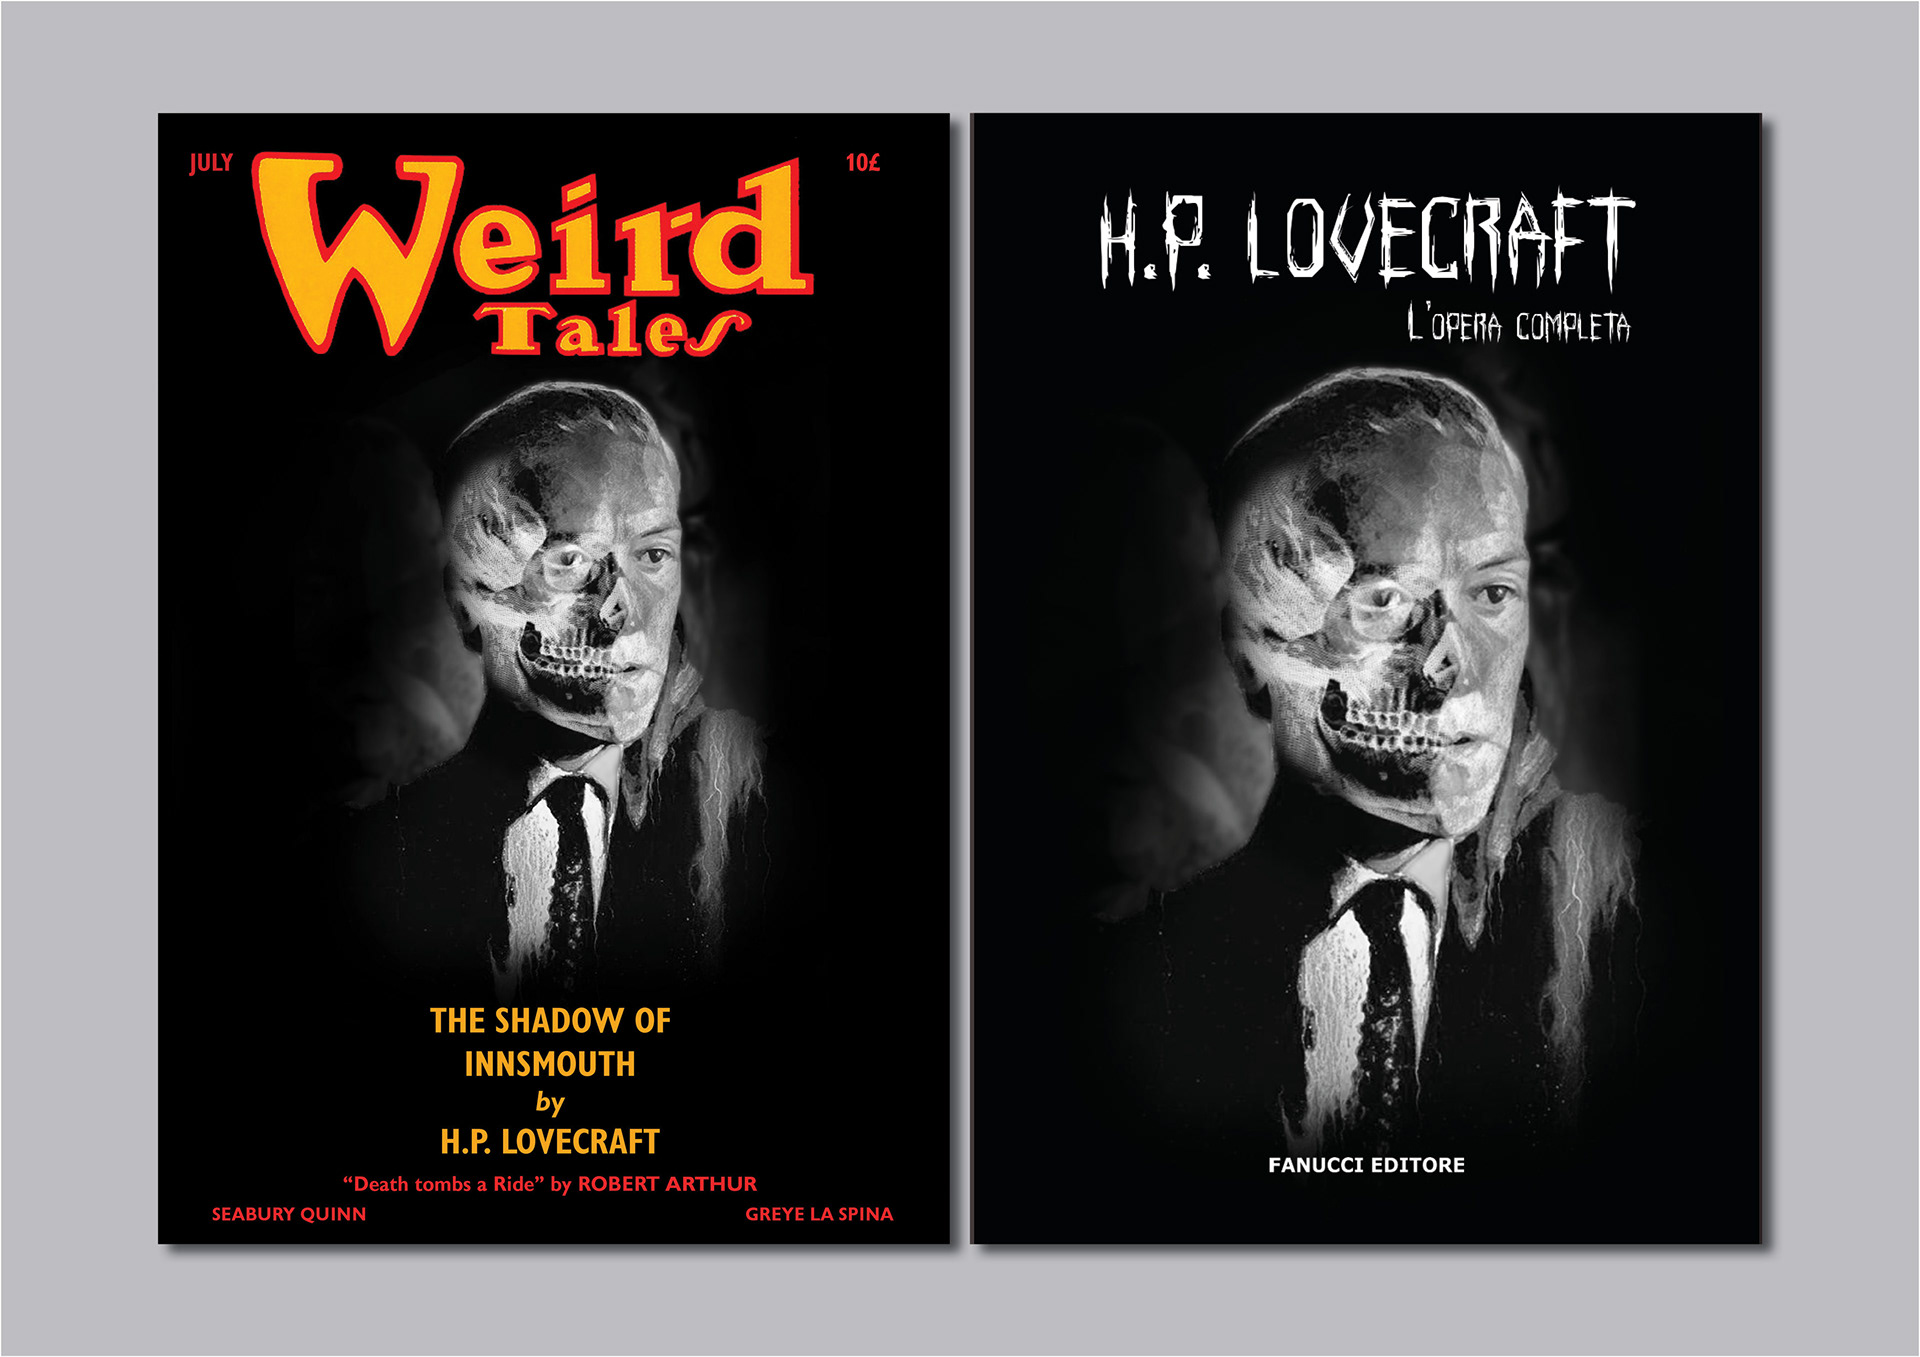 JULY
10£
Weird
Tales
THE SHADOW OF
INNSMOUTH
by
H.P. LOVECRAFT
“Death tombs a Ride” by ROBERT ARTHUR
SEABURY QUINN
GREYE LA SPINA
H.P. LOVECRAFT
L'OPERA COMPLETA
FANUCCI EDITORE